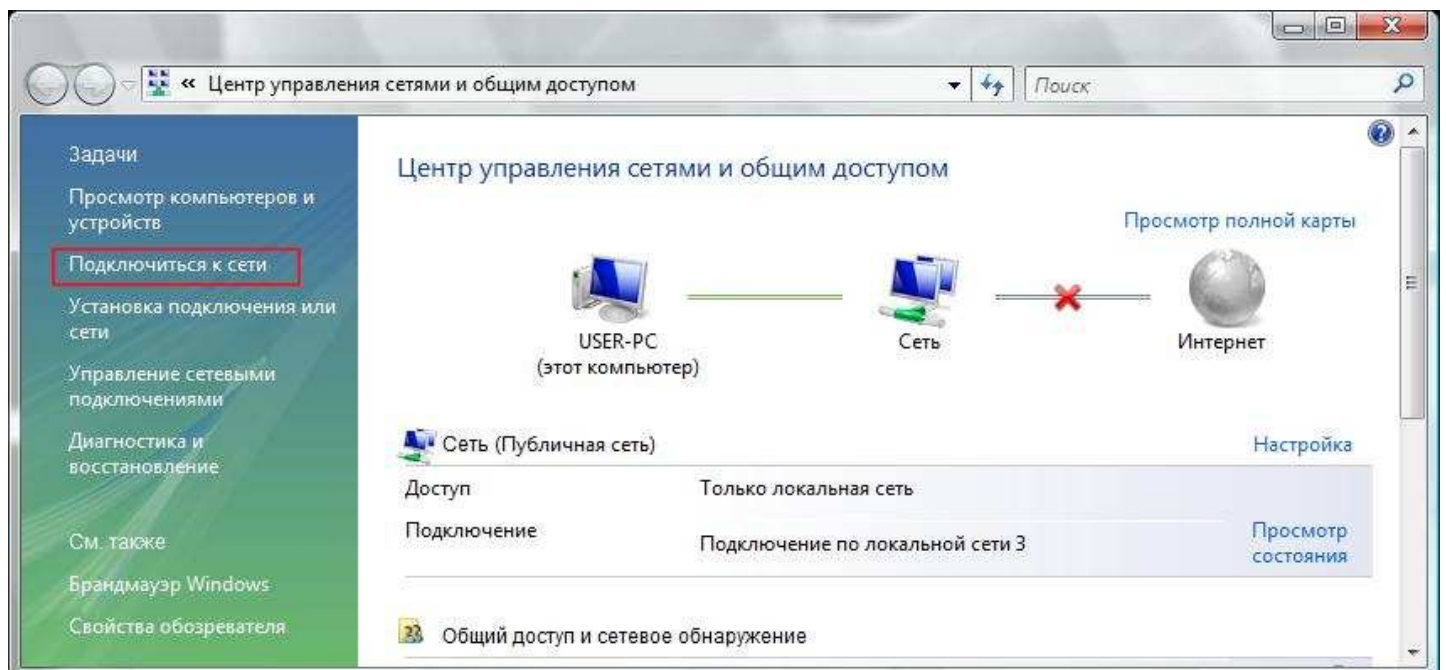 Центр управления сетями и общим доступом
Поиск
Задачи
Просмотр компьютеров и
устройств
Подключиться к сети
Установка подключения или
сети
Управление сетевыми
подключениями
Диагностика и
восстановление
См. также
Брандмауэр Windows
Свойства обозревателя
Центр управления сетями и общим доступом
Просмотр полной карты
USER-PC
(этот компьютер)
Сеть
Интернет
Сеть (Публичная сеть)
Настройка
Доступ
Только локальная сеть
Подключение
Подключение по локальной сети 3
Просмотр
состояния
Общий доступ и сетевое обнаружение